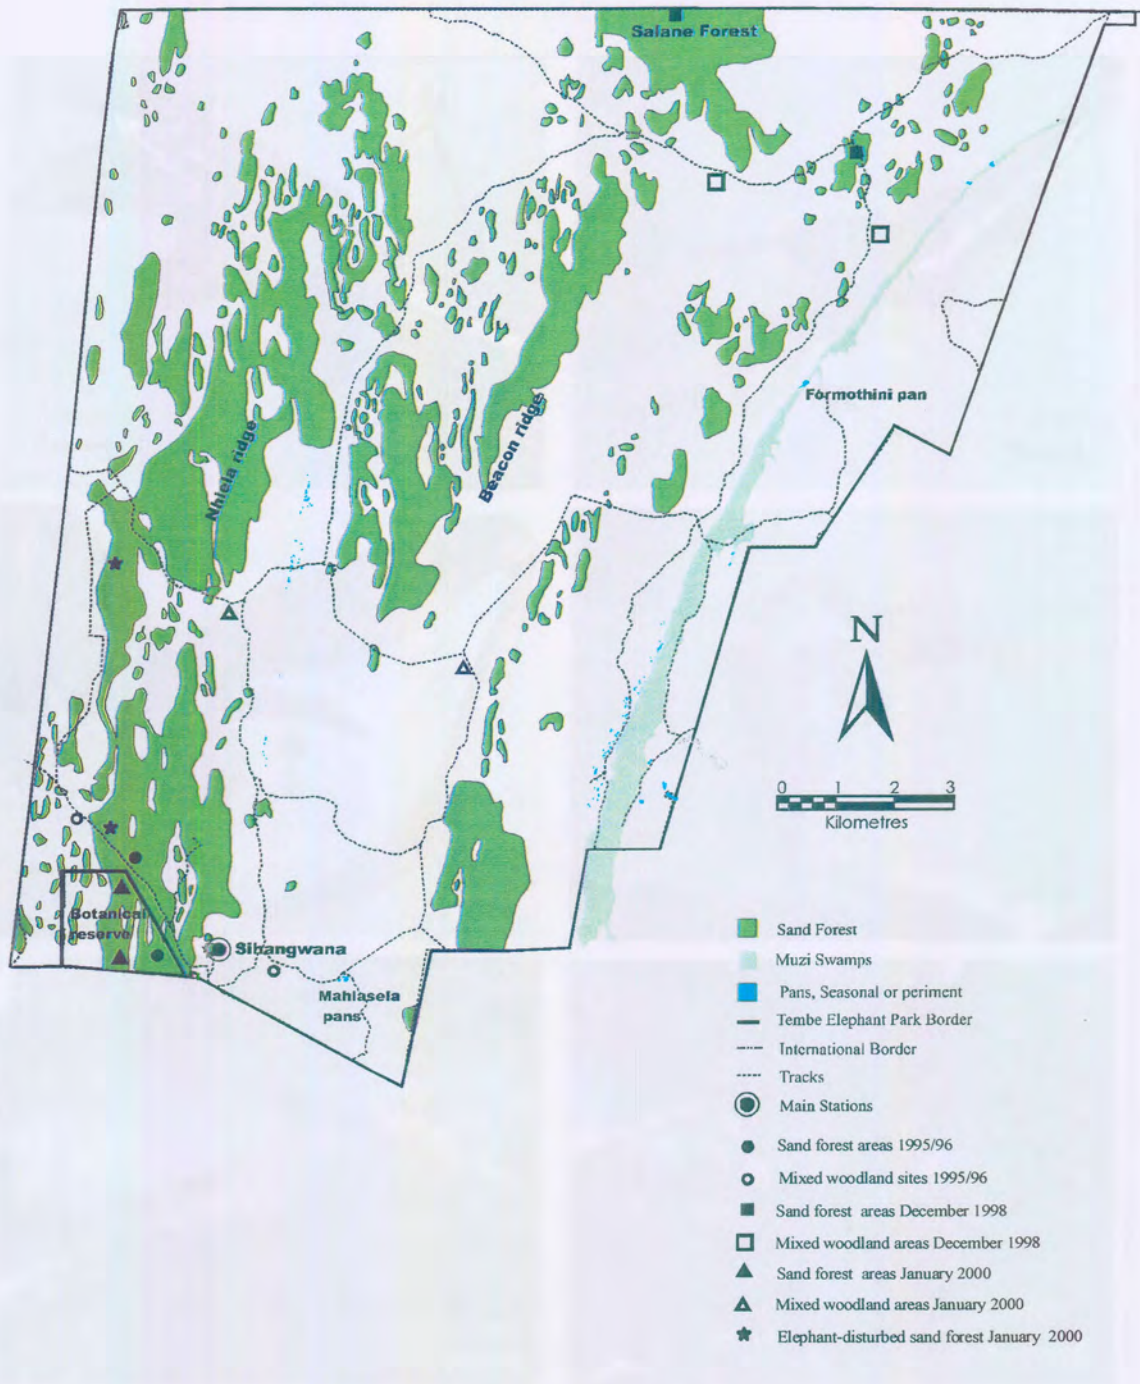 Salane Forest
Formothini pan
Nhlela ridge
Beacon ridge
N
0 1 2 3
Kilometres
Botanical
reserve
Sihangwana
Mahlasela
pans
Sand Forest
Muzi Swamps
Pans, Seasonal or periment
Tembe Elephant Park Border
International Border
Tracks
Main Stations
Sand forest areas 1995/96
Mixed woodland sites 1995/96
Sand forest areas December 1998
Mixed woodland areas December 1998
Sand forest areas January 2000
Mixed woodland areas January 2000
Elephant-disturbed sand forest January 2000